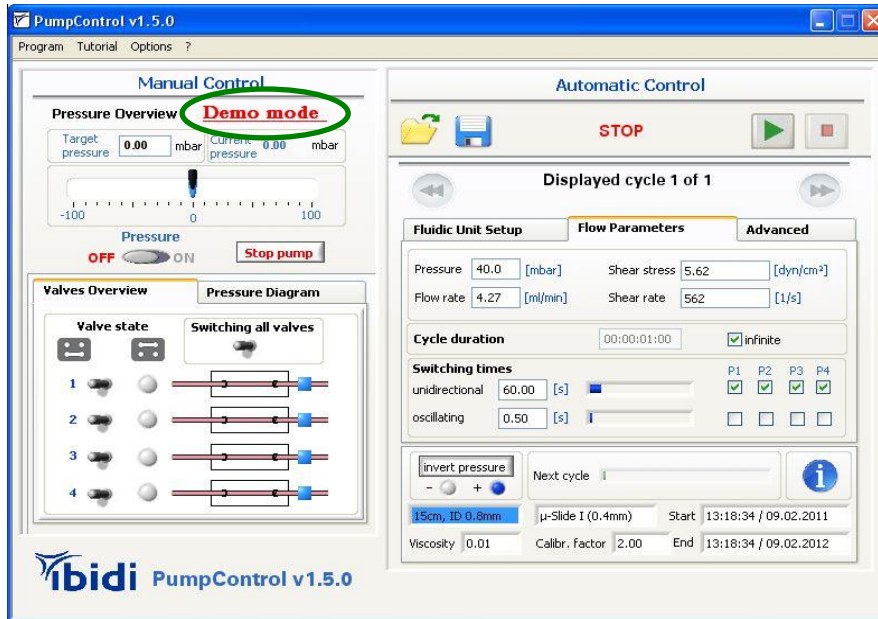 PumpControl v1.5.0
Program Tutorial Options ?
Manual Control
Pressure Overview Demo mode
Target pressure 0.00 mbar Current pressure 0.00 mbar
-100 0 100
Pressure
OFF ON Stop pump
Valves Overview Pressure Diagram
Valve state Switching all valves
1
2
3
4
ibidi PumpControl v1.5.0
Automatic Control
STOP
Displayed cycle 1 of 1
Fluidic Unit Setup Flow Parameters Advanced
Pressure 40.0 [mbar] Shear stress 5.62 [dyn/cm²]
Flow rate 4.27 [ml/min] Shear rate 562 [1/s]
Cycle duration 00:00:01:00 infinite
Switching times P1 P2 P3 P4
unidirectional 60.00 [s]
oscillating 0.50 [s]
invert pressure Next cycle
- +
15cm, ID 0.8mm µ-Slide I (0.4mm) Start 13:18:34 / 09.02.2011
Viscosity 0.01 Calibr. factor 2.00 End 13:18:34 / 09.02.2012